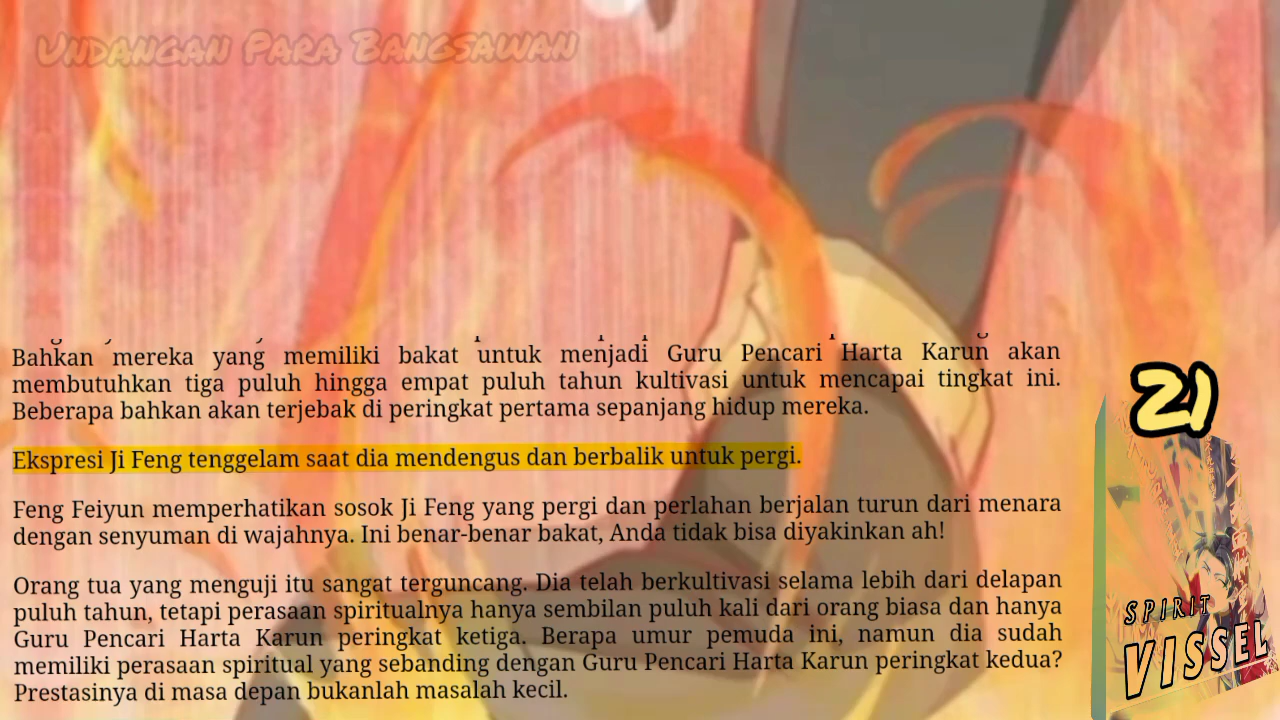 Undangan Para Bangsawan
Bahkan mereka yang memiliki bakat untuk menjadi Guru Pencari Harta Karun akan
membutuhkan tiga puluh hingga empat puluh tahun kultivasi untuk mencapai tingkat ini.
Beberapa bahkan akan terjebak di peringkat pertama sepanjang hidup mereka.
Ekspresi Ji Feng tenggelam saat dia mendengus dan berbalik untuk pergi.
Feng Feiyun memperhatikan sosok Ji Feng yang pergi dan perlahan berjalan turun dari menara
dengan senyuman di wajahnya. Ini benar-benar bakat, Anda tidak bisa diyakinkan ah!
Orang tua yang menguji itu sangat terguncang. Dia telah berkultivasi selama lebih dari delapan
puluh tahun, tetapi perasaan spiritualnya hanya sembilan puluh kali dari orang biasa dan hanya
Guru Pencari Harta Karun peringkat ketiga. Berapa umur pemuda ini, namun dia sudah
memiliki perasaan spiritual yang sebanding dengan Guru Pencari Harta Karun peringkat kedua?
Prestasinya di masa depan bukanlah masalah kecil.
21
SPIRIT
VISSEL